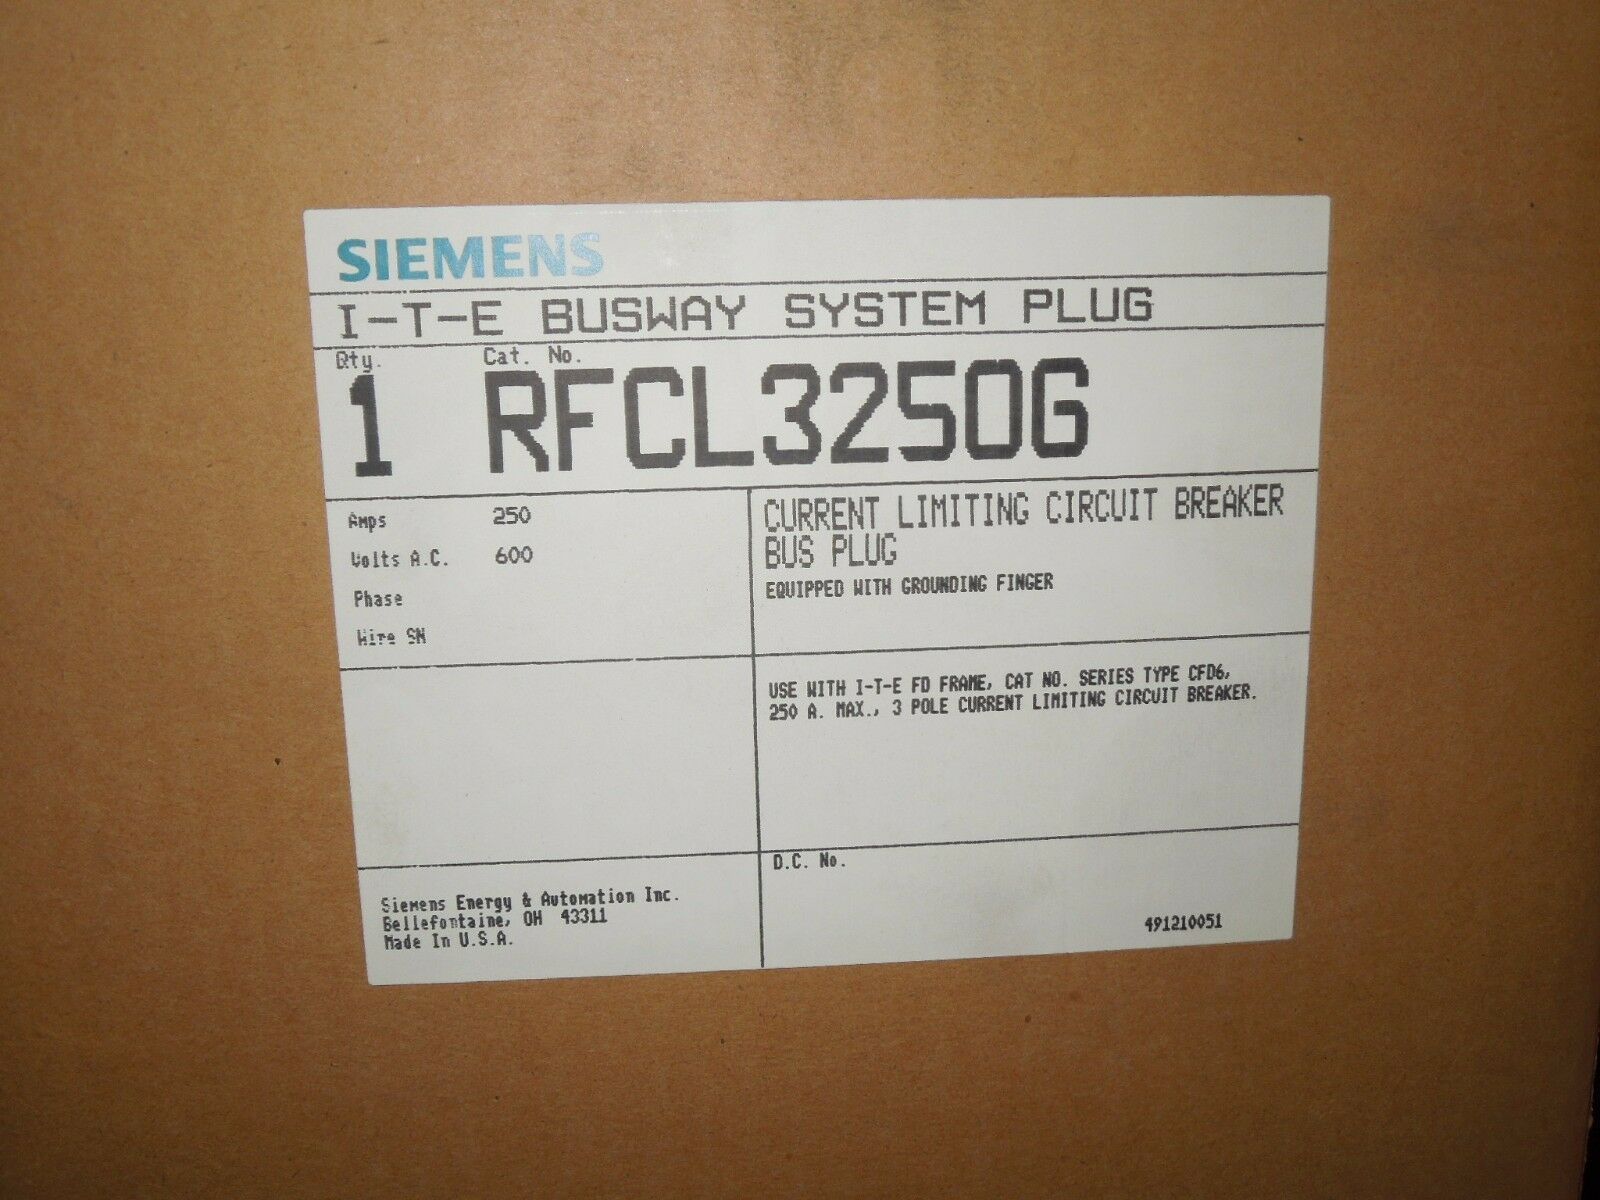 SIEMENS
I-T-E BUSWAY SYSTEM PLUG
Qty. Cat. No.
1 RFCL3250G
Amps 250
Volts A.C. 600
Phase
Wire SN
CURRENT LIMITING CIRCUIT BREAKER
BUS PLUG
EQUIPPED WITH GROUNDING FINGER
USE WITH I-T-E FD FRAME, CAT NO. SERIES TYPE CFD6,
250 A. MAX., 3 POLE CURRENT LIMITING CIRCUIT BREAKER.
Siemens Energy & Automation Inc.
Bellefontaine, OH 43311
Made In U.S.A.
D.C. No.
491210051